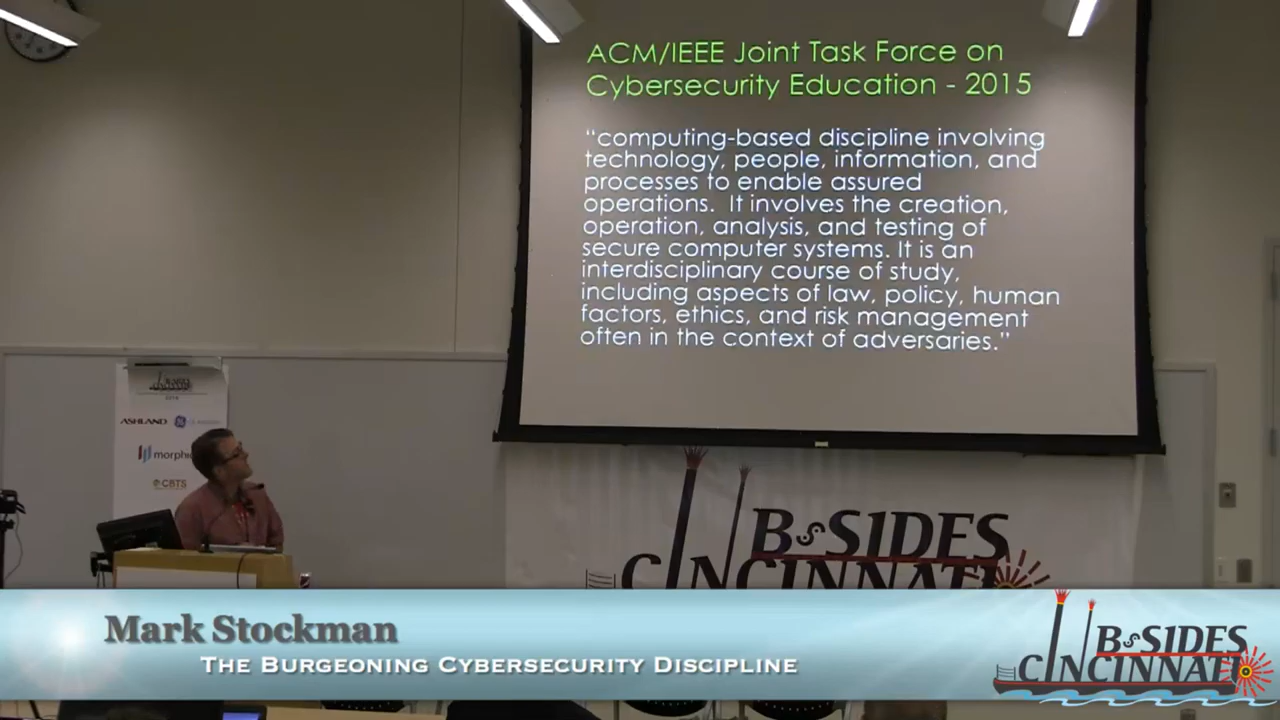 ACM/IEEE Joint Task Force on
Cybersecurity Education - 2015
“computing-based discipline involving
technology, people, information, and
processes to enable assured
operations.  It involves the creation,
operation, analysis, and testing of
secure computer systems. It is an
interdisciplinary course of study,
including aspects of law, policy, human
factors, ethics, and risk management
often in the context of adversaries.”
ASHLAND
CBTS
BSIDES
CINCINNATI
Mark Stockman
THE BURGEONING CYBERSECURITY DISCIPLINE
BSIDES
CINCINNATI